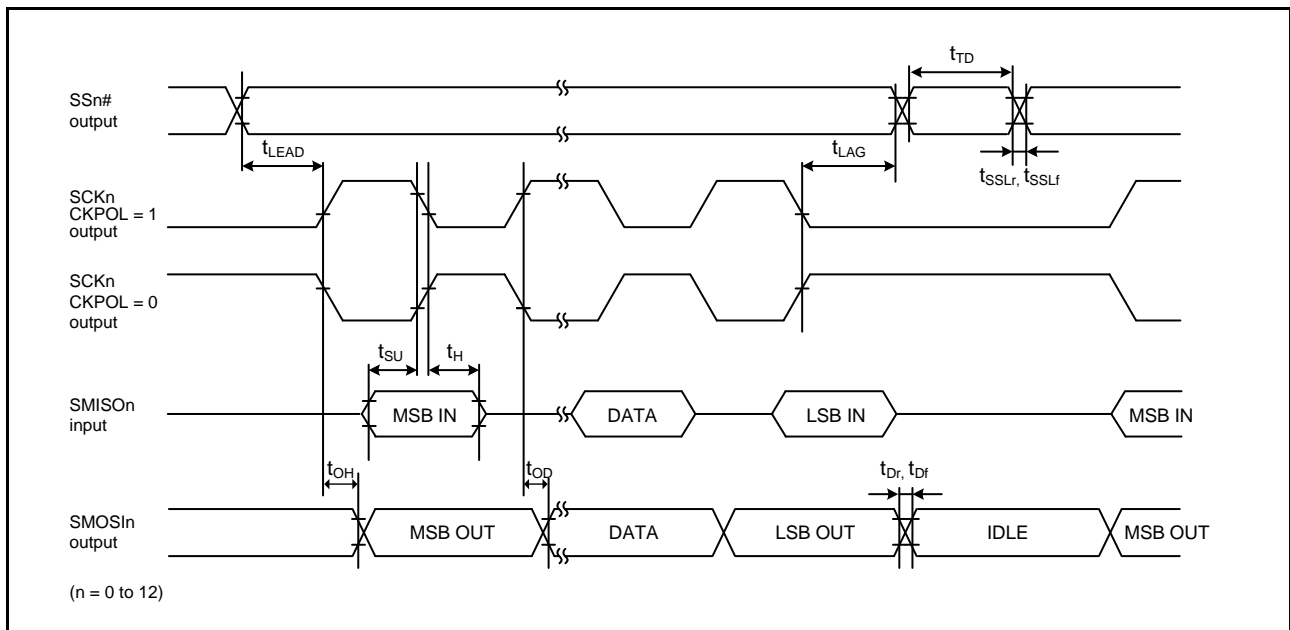 tTD
SSn#
output
tLEAD
tLAG
tSSLr, tSSLf
SCKn
CKPOL = 1
output
SCKn
CKPOL = 0
output
tSU
tH
SMISOn
input
MSB IN
DATA
LSB IN
MSB IN
tOH
tOD
tDr, tDf
SMOSIn
output
MSB OUT
DATA
LSB OUT
IDLE
MSB OUT
(n = 0 to 12)